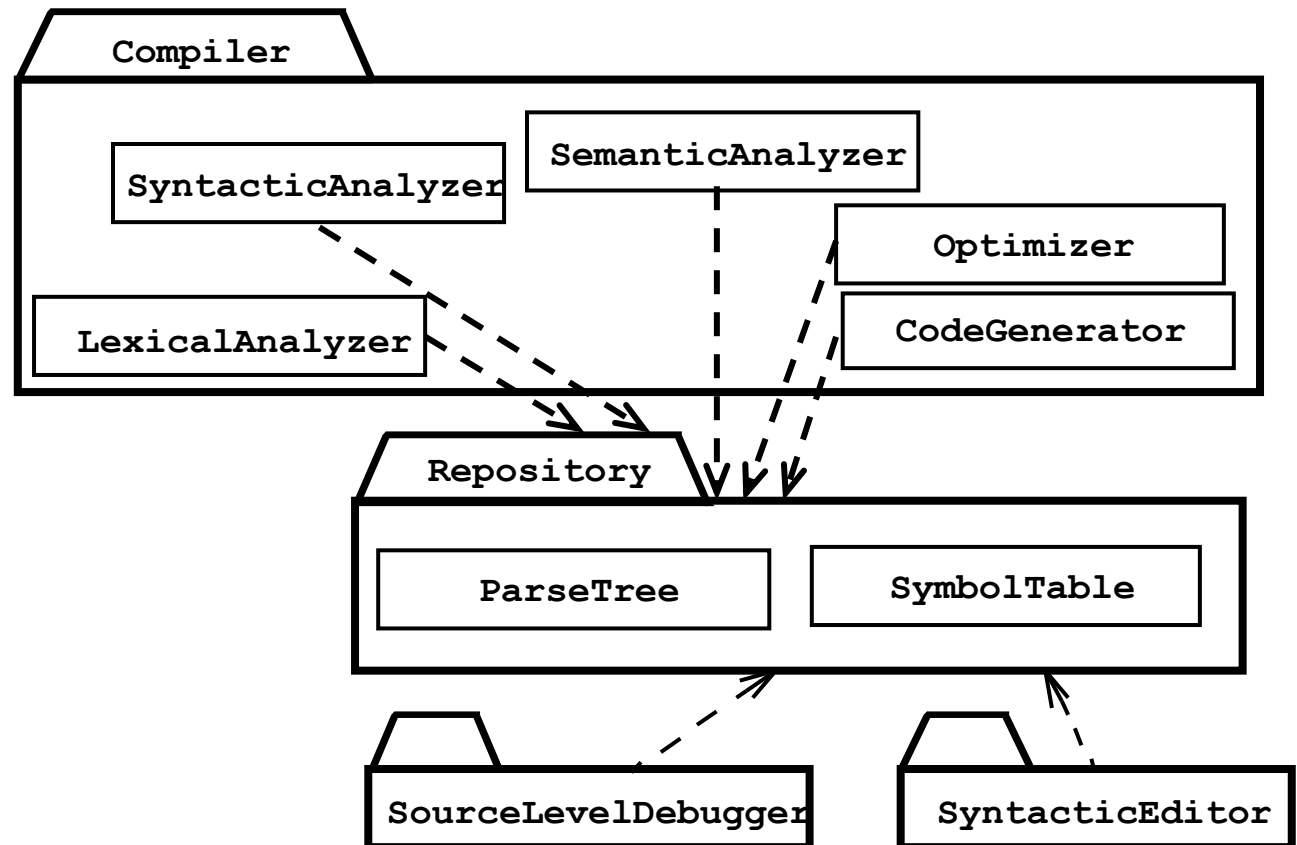 Compiler
SemanticAnalyzer
SyntacticAnalyzer
Optimizer
CodeGenerator
LexicalAnalyzer
Repository
ParseTree
SymbolTable
SourceLevelDebugger
SyntacticEditor